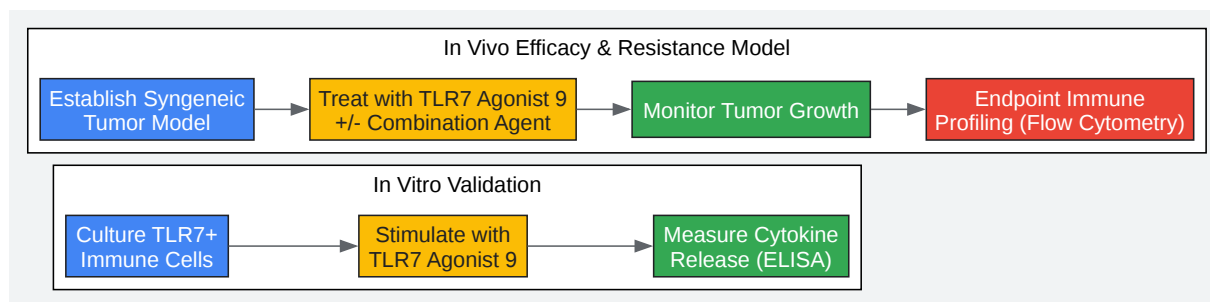 In Vivo Efficacy & Resistance Model
Establish Syngeneic
Tumor Model
Treat with TLR7 Agonist 9
+/- Combination Agent
Monitor Tumor Growth
Endpoint Immune
Profiling (Flow Cytometry)
In Vitro Validation
Culture TLR7+
Immune Cells
Stimulate with
TLR7 Agonist 9
Measure Cytokine
Release (ELISA)